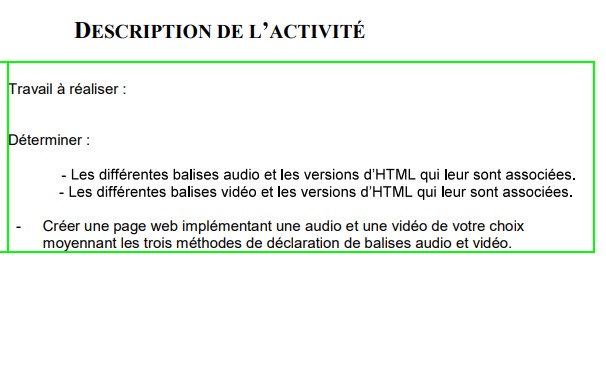 DESCRIPTION DE L’ACTIVITÉ
Travail à réaliser :
Déterminer :
- Les différentes balises audio et les versions d’HTML qui leur sont associées.
- Les différentes balises vidéo et les versions d’HTML qui leur sont associées.
- Créer une page web implémentant une audio et une vidéo de votre choix
moyennant les trois méthodes de déclaration de balises audio et vidéo.